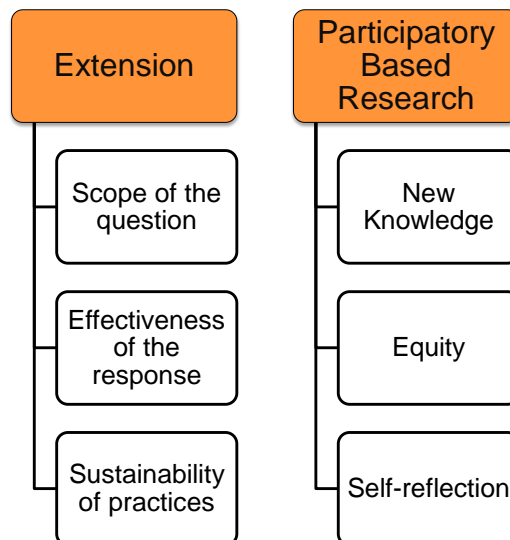 Extension
Scope of the
question
Effectiveness
of the
response
Sustainability
of practices
Participatory
Based
Research
New
Knowledge
Equity
Self-reflection